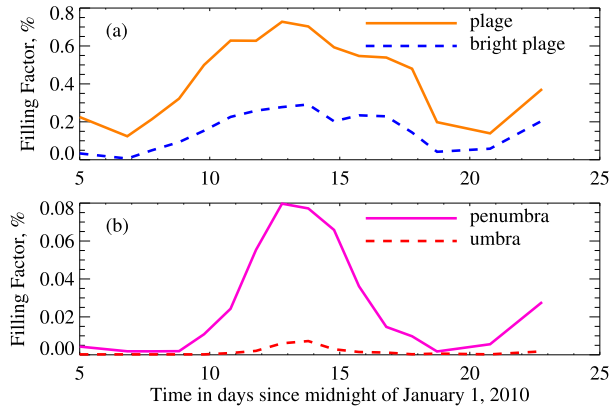 0.8
(a)
plage
bright plage
0.6
0.4
0.2
0.0
Filling Factor, %
5
10
15
20
25
0.08
(b)
penumbra
umbra
0.06
0.04
0.02
0.00
Filling Factor, %
5
10
15
20
25
Time in days since midnight of January 1, 2010